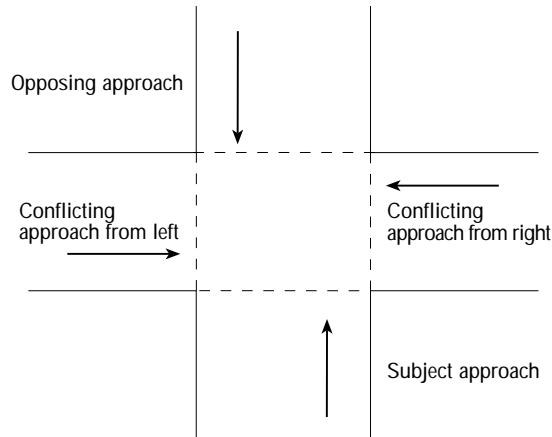 Opposing approach
Conflicting
approach from left
Conflicting
approach from right
Subject approach